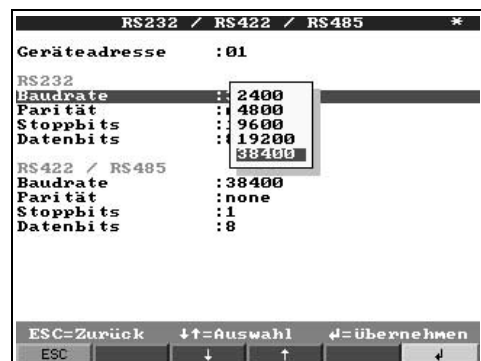 RS232 / RS422 / RS485 *
Geräteadresse :01
RS232
Baudrate :
2400
Parität :
4800
Stoppbits :
9600
Datenbits :
19200
38400
RS422 / RS485
Baudrate :38400
Parität :none
Stoppbits :1
Datenbits :8
ESC=Zurück ↓↑=Auswahl ↲=übernehmen
ESC ↓ ↑ ↲